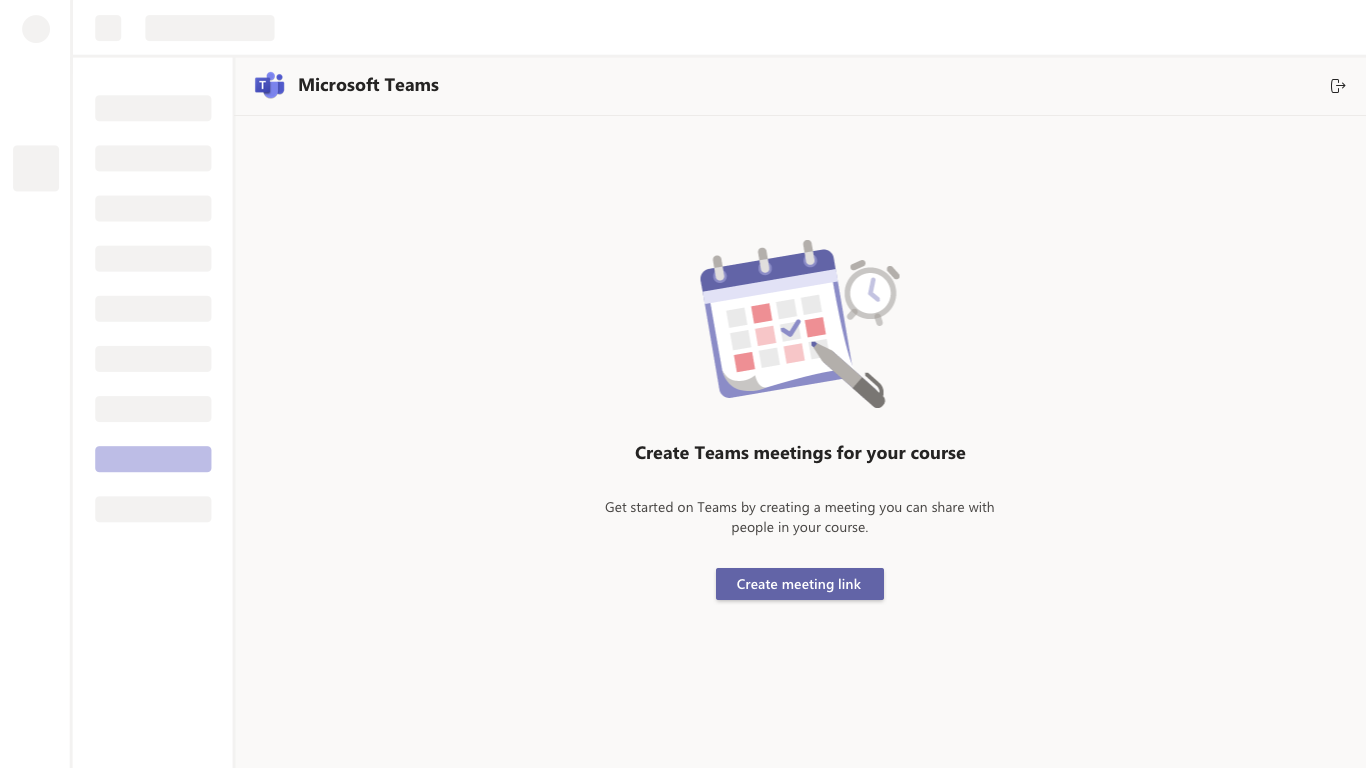 Microsoft Teams
Create Teams meetings for your course
Get started on Teams by creating a meeting you can share with
people in your course.
Create meeting link